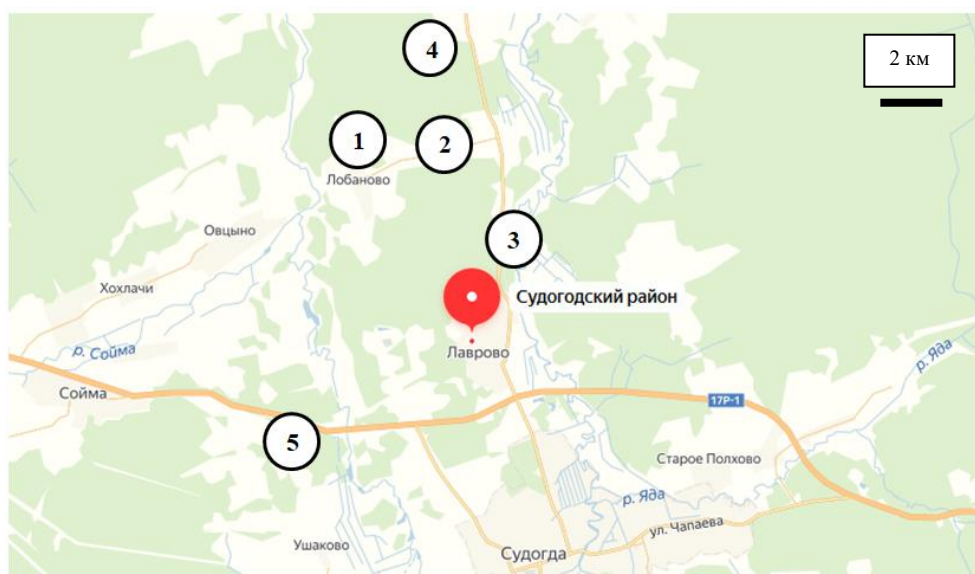 4
2 км
1
2
Лобаново
Овцыно
3
Хохлачи
Судогодский район
р. Сойма
Лаврово
р. Яда
Сойма
17Р-1
5
Старое Полхово
р. Яда
ул. Чапаева
Ушаково
Судогда